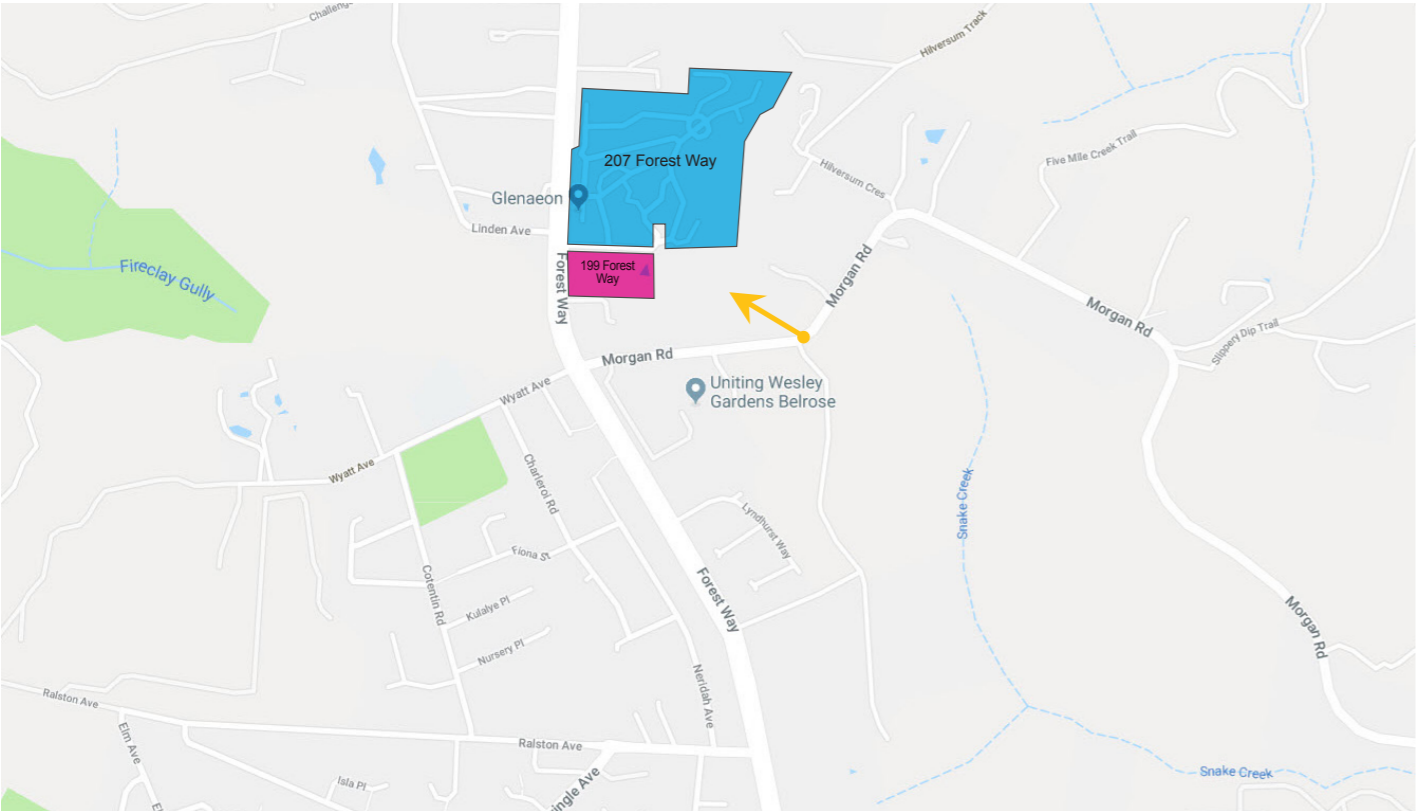 Challeng
Hilversum Track
207 Forest Way
Five Mile Creek Trail
Hilversum Cres
Glenaeon
Linden Ave
Fireclay Gully
Forest Way
199 Forest
Way
Morgan Rd
Morgan Rd
Slippery Dip Trail
Morgan Rd
Wyatt Ave
Uniting Wesley
Gardens Belrose
Wyatt Ave
Charleroi Rd
Snake Creek
Lyndhurst Way
Fiona St
Cotentin Rd
Kulalye Pl
Forest Way
Nursery Pl
Morgan Rd
Neridah Ave
Ralston Ave
Elm Ave
Ralston Ave
Snake Creek
Isla Pl
ingle Ave